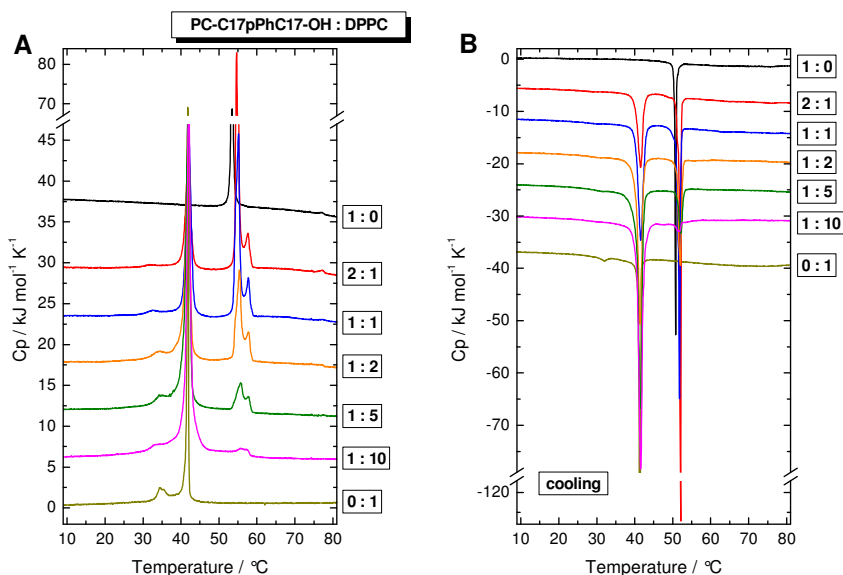 PC-C17pPhC17-OH : DPPC
A
80
70
45
40
35
30
25
20
15
10
5
0
Cp / kJ mol⁻¹ K⁻¹
1 : 0
2 : 1
1 : 1
1 : 2
1 : 5
1 : 10
0 : 1
10 20 30 40 50 60 70 80
Temperature / °C
B
0
-10
-20
-30
-40
-50
-60
-70
-120
Cp / kJ mol⁻¹ K⁻¹
1 : 0
2 : 1
1 : 1
1 : 2
1 : 5
1 : 10
0 : 1
cooling
10 20 30 40 50 60 70 80
Temperature / °C